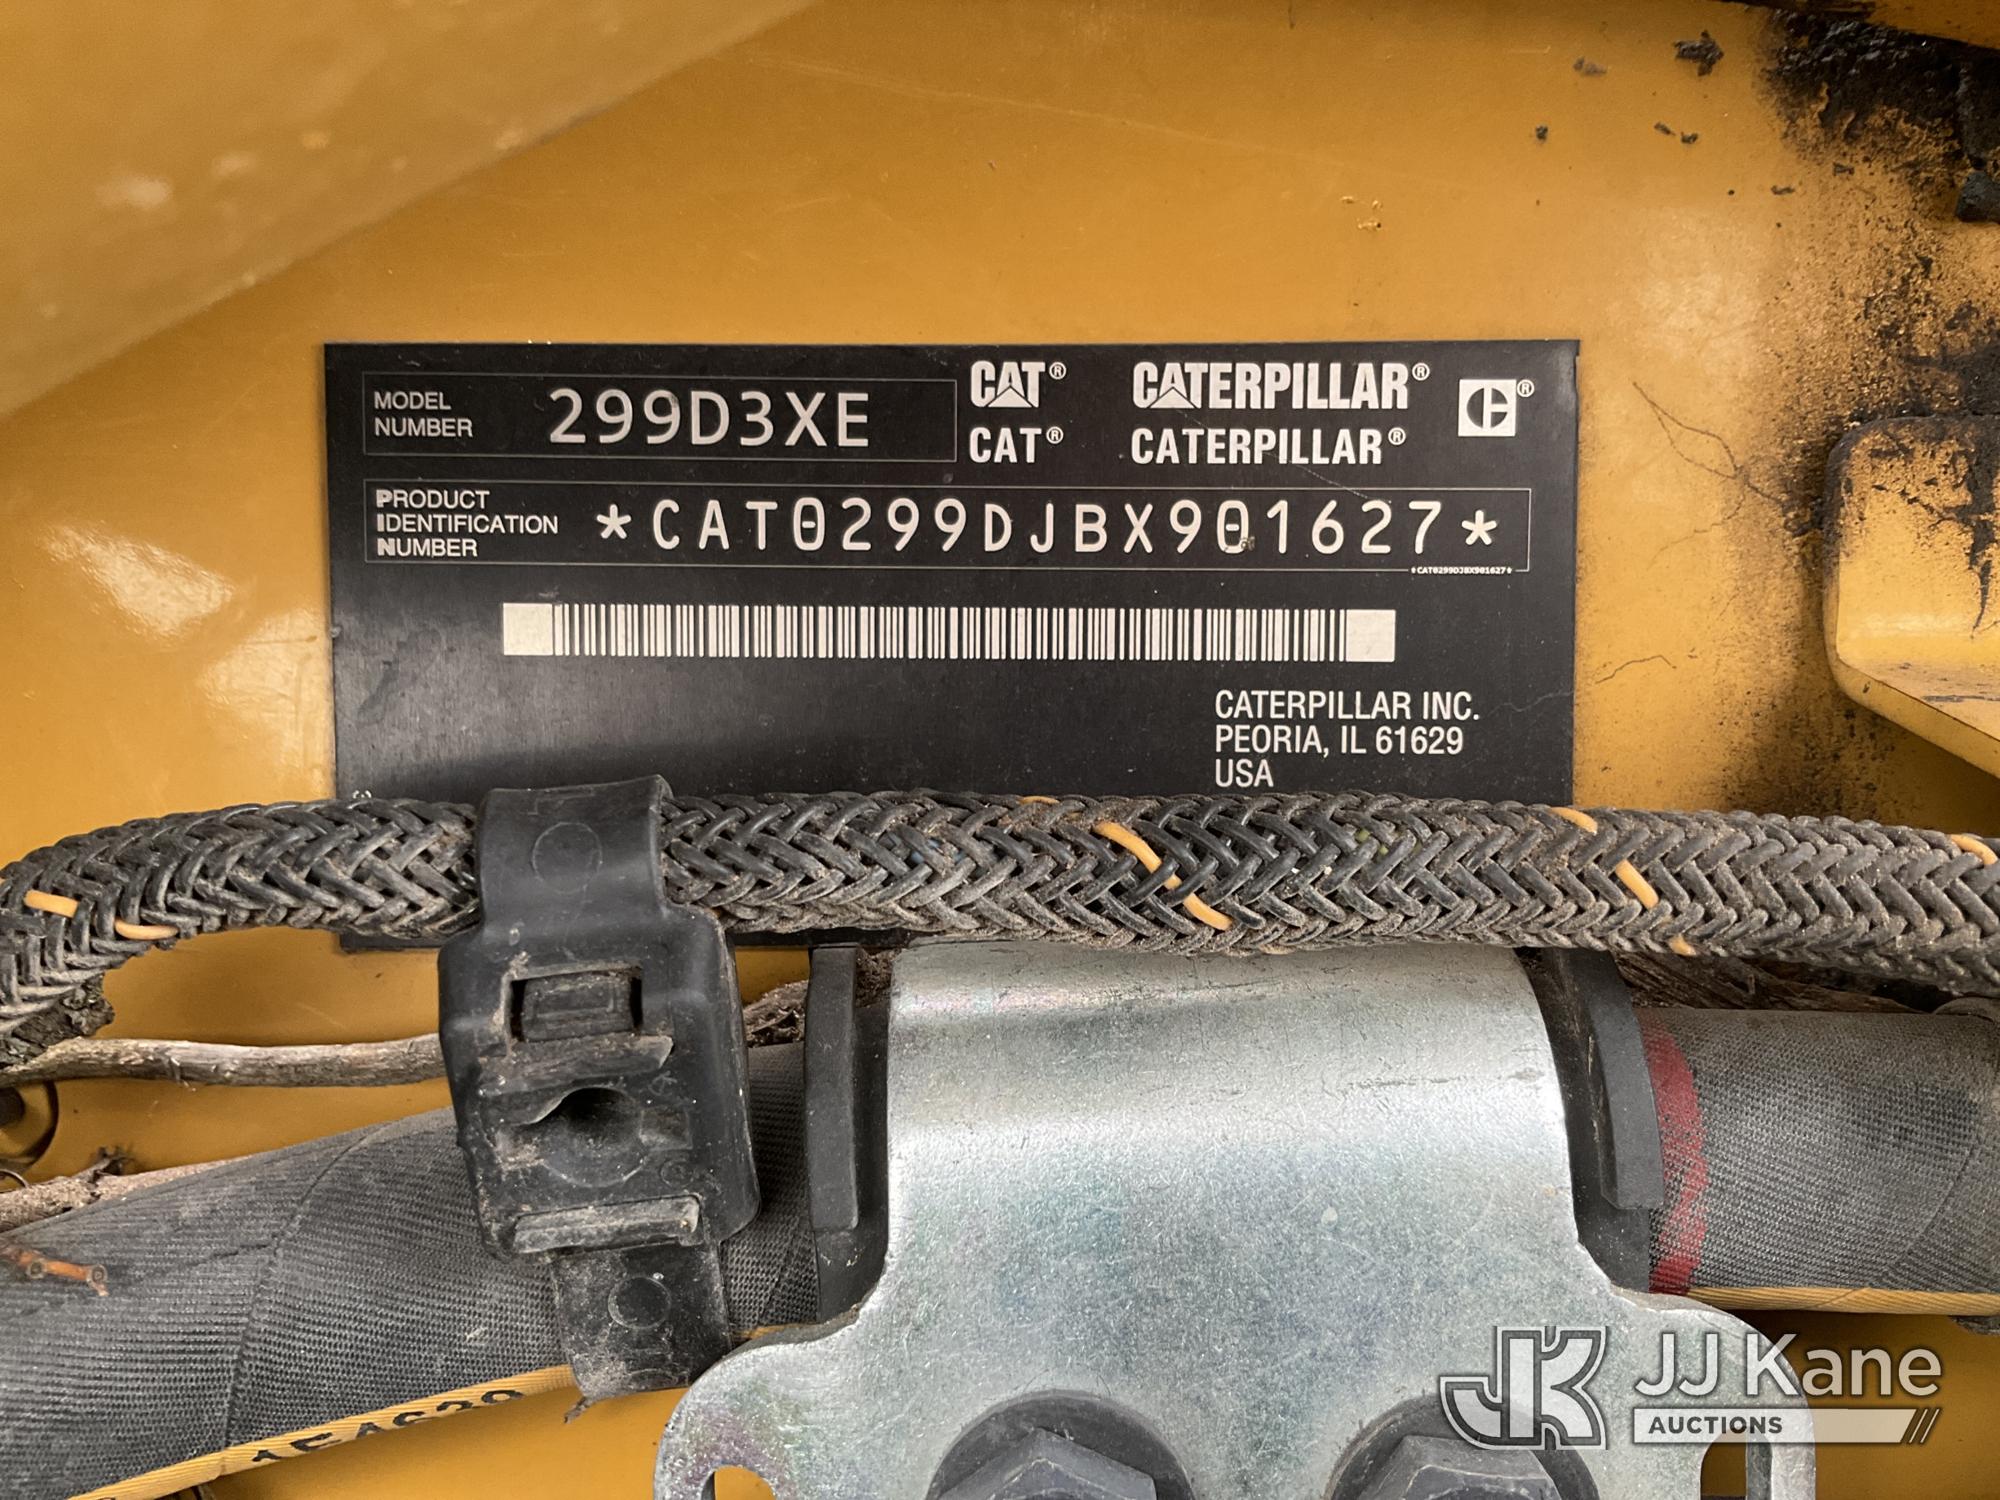 MODEL
NUMBER
299D3XE
CAT® CATERPILLAR®
CAT® CATERPILLAR®
PRODUCT
IDENTIFICATION
NUMBER
*CAT0299DJBX901627*
*CAT0299DJBX901627*
CATERPILLAR INC.
PEORIA, IL 61629
USA
JJ Kane
AUCTIONS